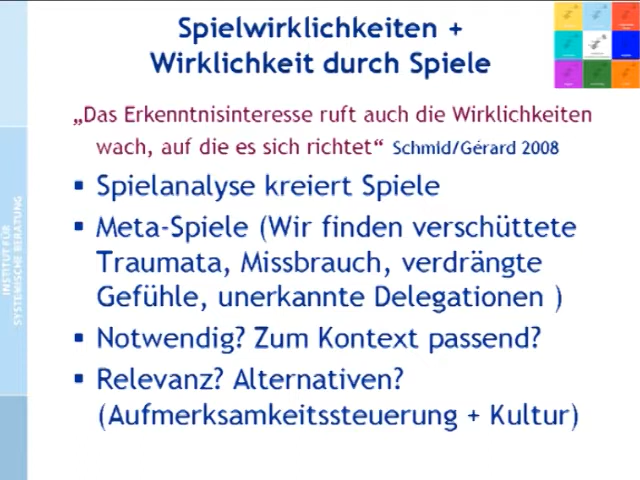 Spielwirklichkeiten +
Wirklichkeit durch Spiele
„Das Erkenntnisinteresse ruft auch die Wirklichkeiten
wach, auf die es sich richtet“ Schmid/Gérard 2008
▪ Spielanalyse kreiert Spiele
▪ Meta-Spiele (Wir finden verschüttete
Traumata, Missbrauch, verdrängte
Gefühle, unerkannte Delegationen )
▪ Notwendig? Zum Kontext passend?
▪ Relevanz? Alternativen?
(Aufmerksamkeitssteuerung + Kultur)
INSTITUT FÜR
SYSTEMISCHE BERATUNG